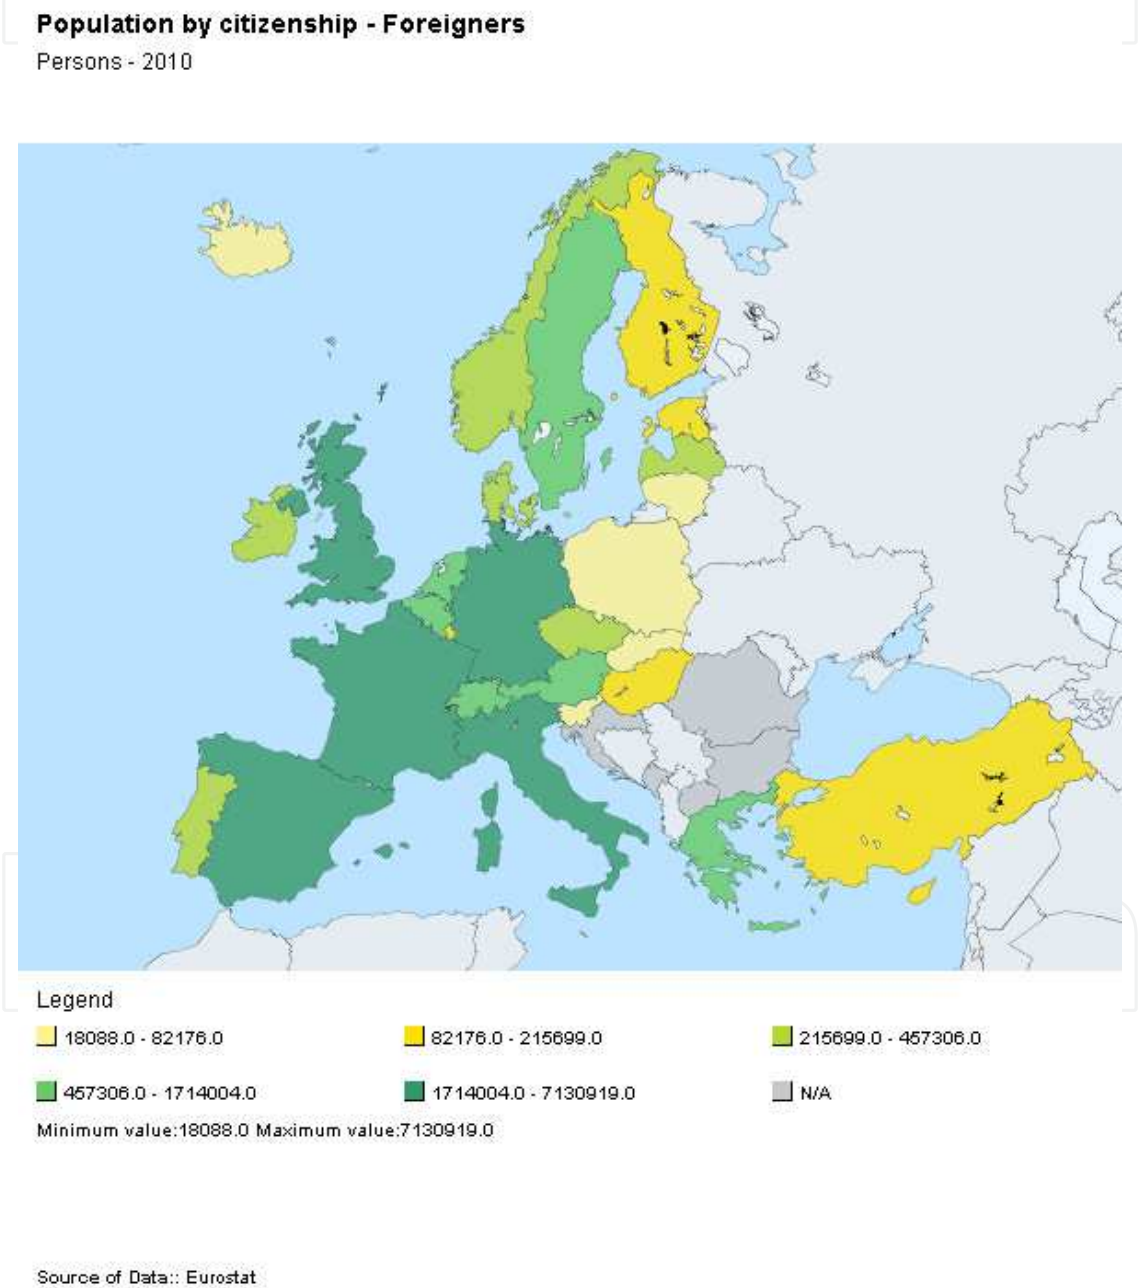 Population by citizenship - Foreigners
Persons - 2010
Legend
18088.0 - 82176.0
82176.0 - 215699.0
215699.0 - 457306.0
457306.0 - 1714004.0
1714004.0 - 7130919.0
N/A
Minimum value:18088.0 Maximum value:7130919.0
Source of Data:: Eurostat